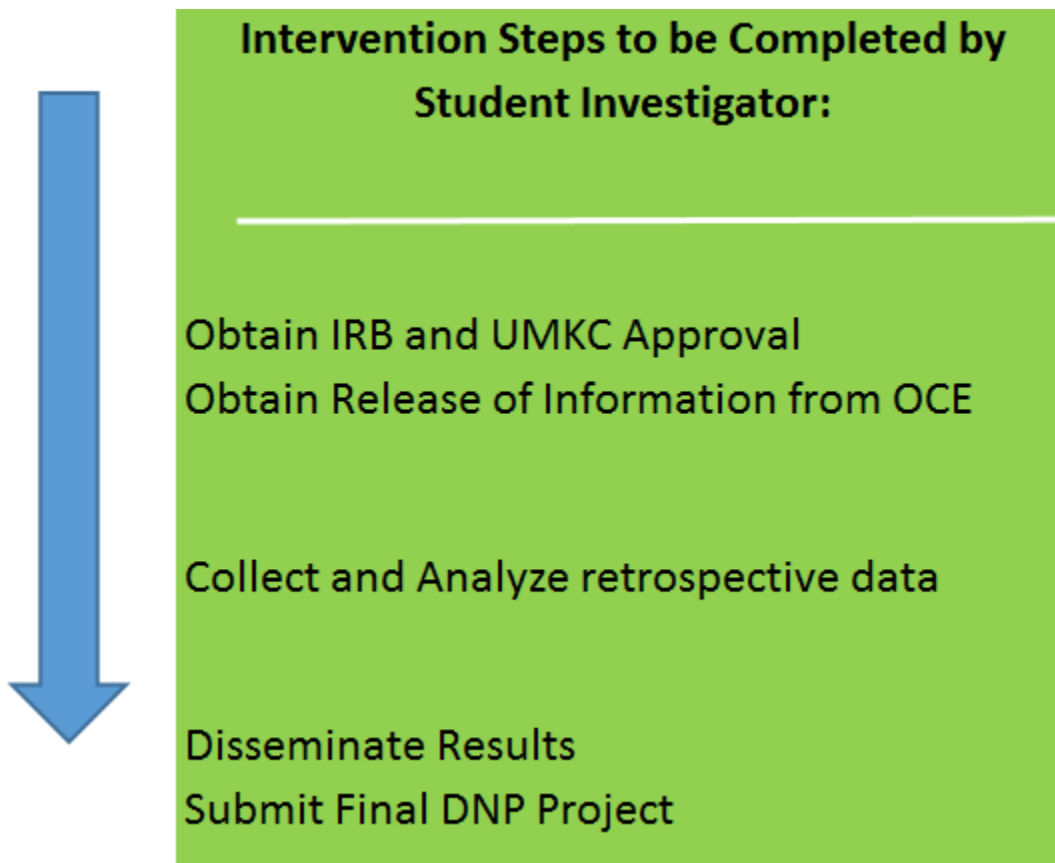 Intervention Steps to be Completed by
Student Investigator:
Obtain IRB and UMKC Approval
Obtain Release of Information from OCE
Collect and Analyze retrospective data
Disseminate Results
Submit Final DNP Project